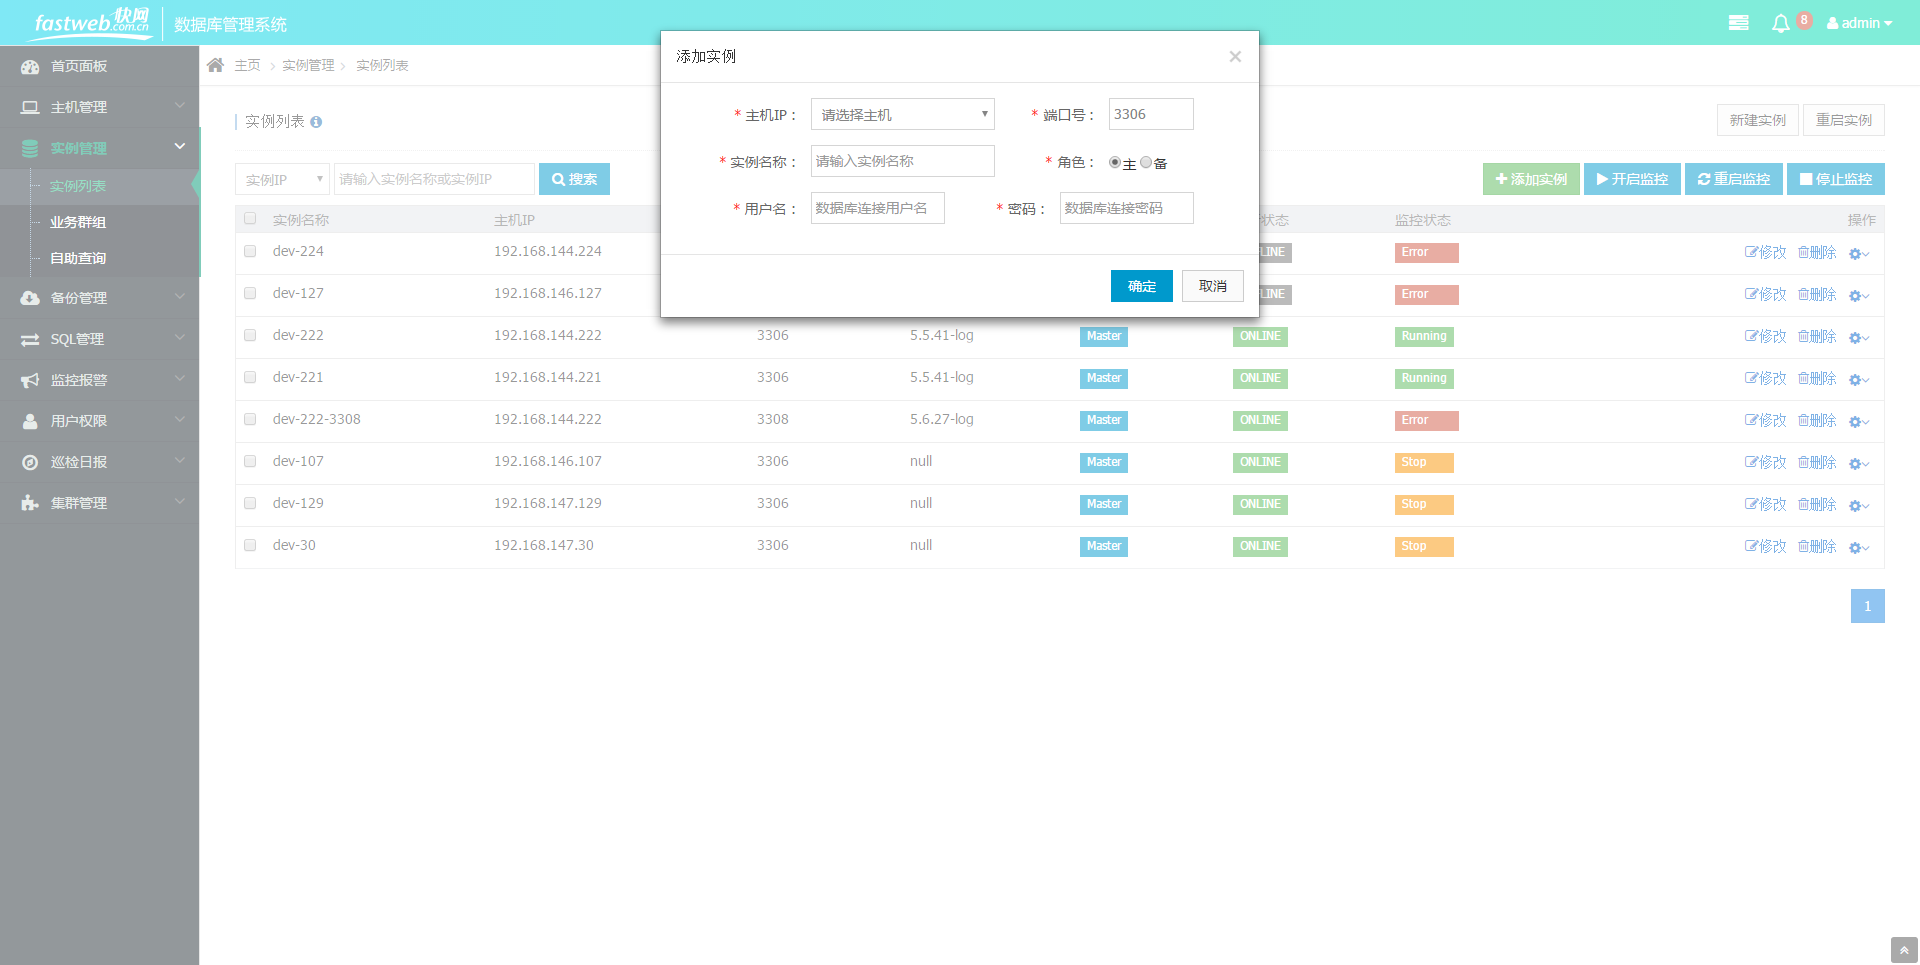 fastweb快网 .com.cn 数据库管理系统 8 admin
首页面板
主机管理
实例管理
实例列表
业务群组
自助查询
备份管理
SQL管理
监控报警
用户权限
巡检日报
集群管理
主页 > 实例管理 > 实例列表
实例列表
新建实例 重启实例
实例IP 请输入实例名称或实例IP 搜索
添加实例 开启监控 重启监控 停止监控
添加实例 ×
* 主机IP： 请选择主机 * 端口号： 3306
* 实例名称： 请输入实例名称 * 角色： 主 备
* 用户名： 数据库连接用户名 * 密码： 数据库连接密码
确定 取消
实例名称 主机IP 状态 监控状态 操作
dev-224 192.168.144.224 LINE Error 修改 删除
dev-127 192.168.146.127 LINE Error 修改 删除
dev-222 192.168.144.222 3306 5.5.41-log Master ONLINE Running 修改 删除
dev-221 192.168.144.221 3306 5.5.41-log Master ONLINE Running 修改 删除
dev-222-3308 192.168.144.222 3308 5.6.27-log Master ONLINE Error 修改 删除
dev-107 192.168.146.107 3306 null Master ONLINE Stop 修改 删除
dev-129 192.168.147.129 3306 null Master ONLINE Stop 修改 删除
dev-30 192.168.147.30 3306 null Master ONLINE Stop 修改 删除
1